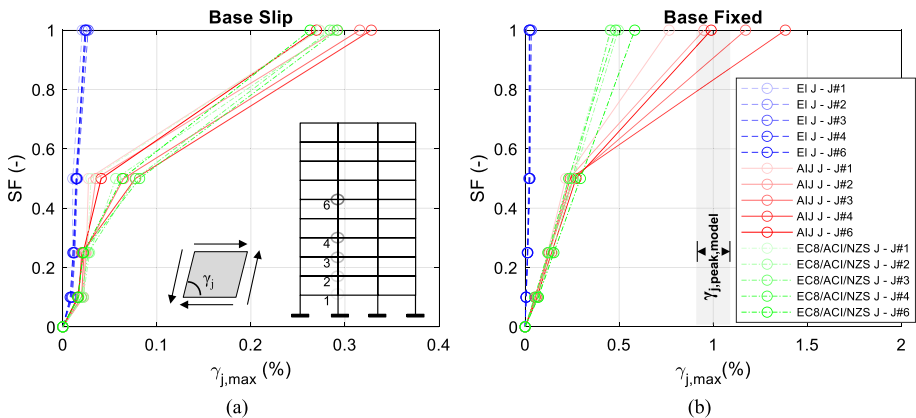 Base Slip
SF (-)
1
0.8
0.6
0.4
0.2
0
0 0.1 0.2 0.3 0.4
γj,max (%)
γj
6
4
3
2
1
(a)
Base Fixed
SF (-)
1
0.8
0.6
0.4
0.2
0
0 0.5 1 1.5 2
γj,max (%)
γj,peak,model
El J - J#1
El J - J#2
El J - J#3
El J - J#4
El J - J#6
AIJ J - J#1
AIJ J - J#2
AIJ J - J#3
AIJ J - J#4
AIJ J - J#6
EC8/ACI/NZS J - J#1
EC8/ACI/NZS J - J#3
EC8/ACI/NZS J - J#2
EC8/ACI/NZS J - J#4
EC8/ACI/NZS J - J#6
(b)